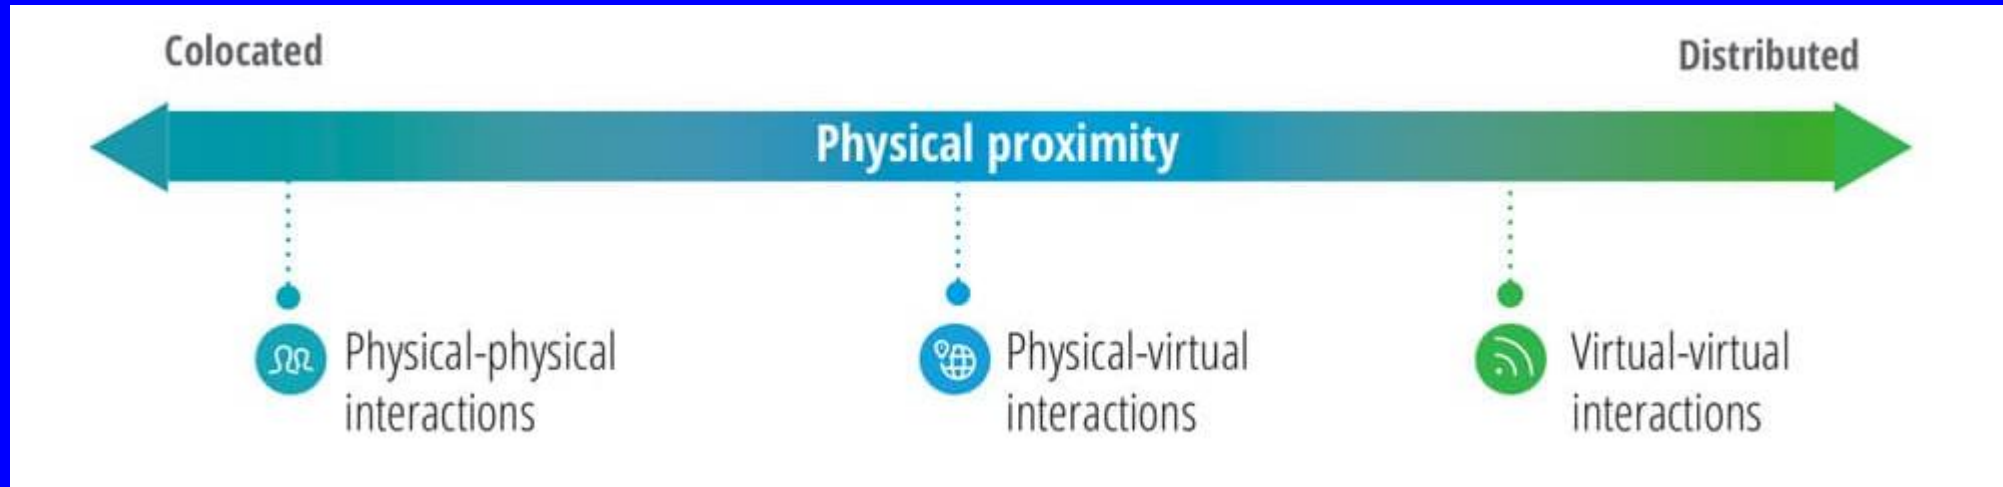 Colocated
Distributed
Physical proximity
Physical-physical
interactions
Physical-virtual
interactions
Virtual-virtual
interactions